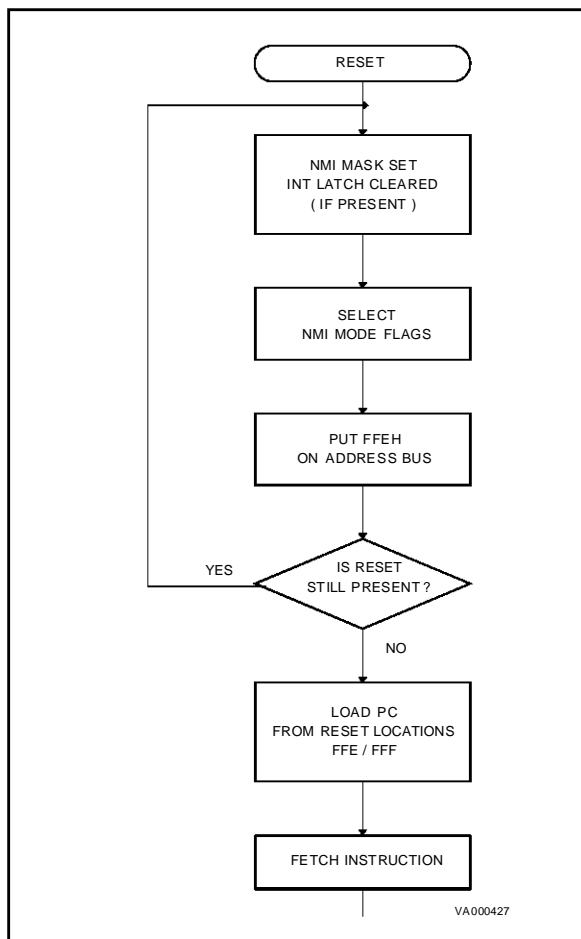 RESET
NMI MASK SET
INT LATCH CLEARED
( IF PRESENT )
SELECT
NMI MODE FLAGS
PUT FFEH
ON ADDRESS BUS
IS RESET
STILL PRESENT?
YES
NO
LOAD PC
FROM RESET LOCATIONS
FFE / FFF
FETCH INSTRUCTION
VA000427